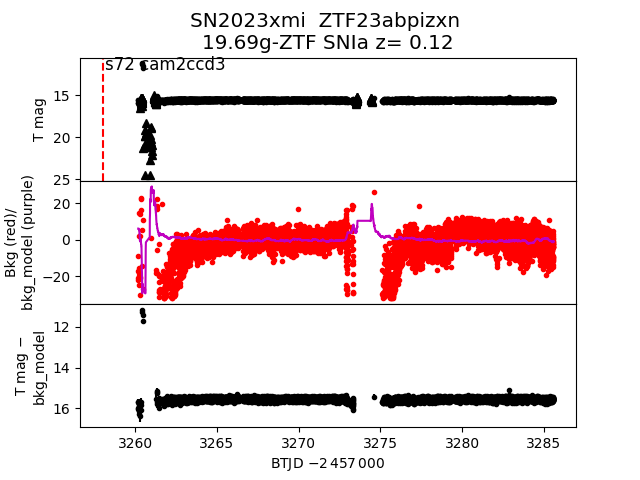 SN2023xmi  ZTF23abpizxn
19.69g-ZTF SNIa z= 0.12
s72 cam2ccd3
T mag
15
20
25
Bkg (red)/
bkg_model (purple)
20
0
−20
T mag −
bkg_model
12
14
16
3260
3265
3270
3275
3280
3285
BTJD −2 457 000